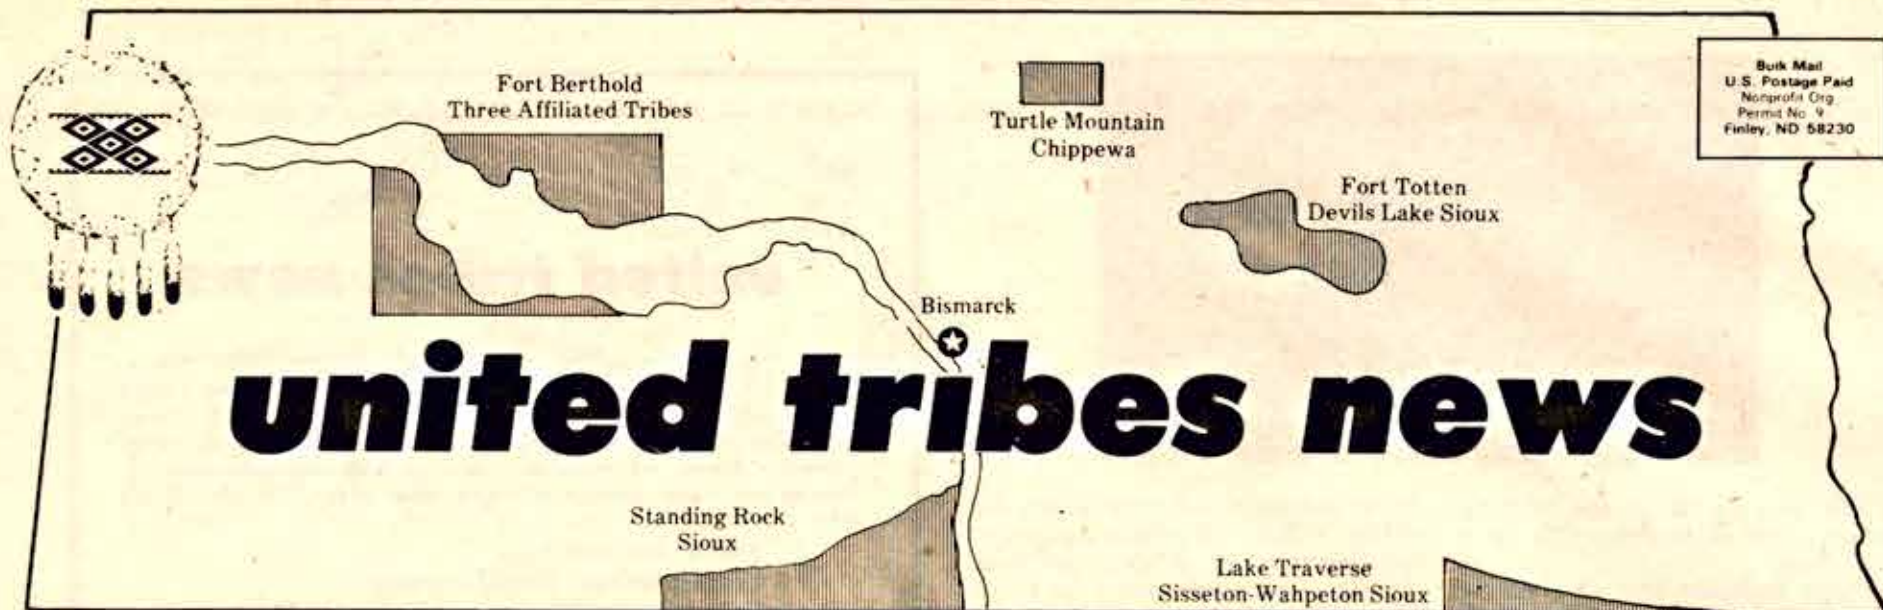 Fort Berthold
Three Affiliated Tribes
Turtle Mountain
Chippewa
Bulk Mail
U.S. Postage Paid
Nonprofit Org
Permit No 9
Finley, ND 58230
Fort Totten
Devils Lake Sioux
Bismarck
united tribes news
Standing Rock
Sioux
Lake Traverse
Sisseton-Wahpeton Sioux